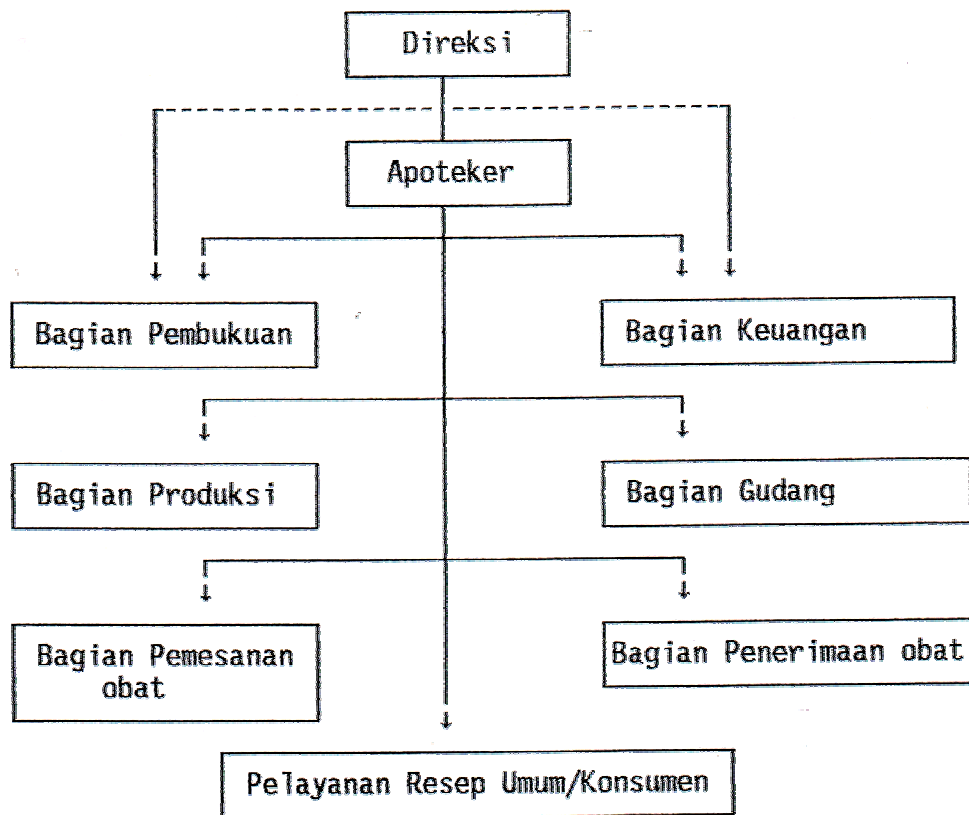 Direksi
Apoteker
Bagian Pembukuan
Bagian Keuangan
Bagian Produksi
Bagian Gudang
Bagian Pemesanan
obat
Bagian Penerimaan obat
Pelayanan Resep Umum/Konsumen